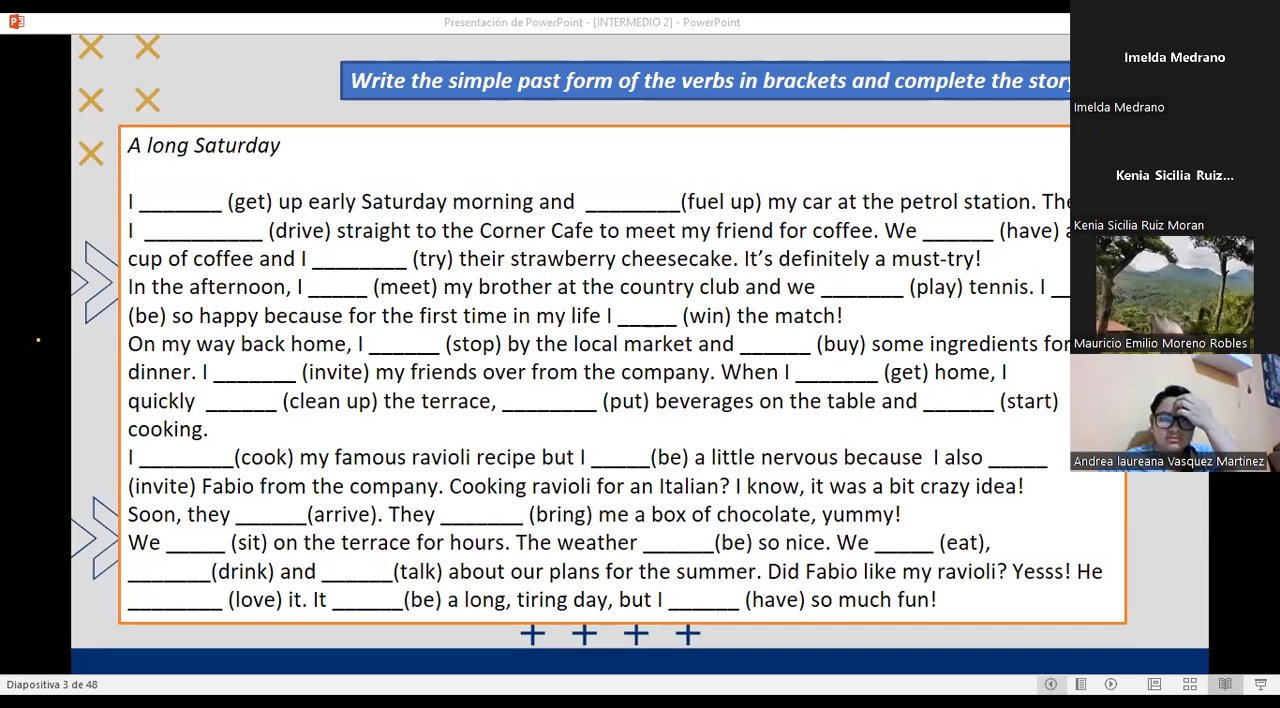 Presentación de PowerPoint - [INTERMEDIO 2] - PowerPoint
Write the simple past form of the verbs in brackets and complete the story
A long Saturday
I _______ (get) up early Saturday morning and ________(fuel up) my car at the petrol station. The
I __________ (drive) straight to the Corner Cafe to meet my friend for coffee. We ______ (have) a
cup of coffee and I ________ (try) their strawberry cheesecake. It’s definitely a must-try!
In the afternoon, I _____ (meet) my brother at the country club and we _______ (play) tennis. I __
(be) so happy because for the first time in my life I _____ (win) the match!
On my way back home, I ______ (stop) by the local market and ______ (buy) some ingredients for
dinner. I _______ (invite) my friends over from the company. When I _______ (get) home, I
quickly ______ (clean up) the terrace, ________ (put) beverages on the table and ______ (start)
cooking.
I ________(cook) my famous ravioli recipe but I _____(be) a little nervous because I also _____
(invite) Fabio from the company. Cooking ravioli for an Italian? I know, it was a bit crazy idea!
Soon, they ______(arrive). They _______ (bring) me a box of chocolate, yummy!
We _____ (sit) on the terrace for hours. The weather ______(be) so nice. We _____ (eat),
_______(drink) and ______(talk) about our plans for the summer. Did Fabio like my ravioli? Yesss! He
________ (love) it. It ______(be) a long, tiring day, but I ______ (have) so much fun!
Imelda Medrano
Imelda Medrano
Kenia Sicilia Ruiz...
Kenia Sicilia Ruiz Moran
Mauricio Emilio Moreno Robles
Andrea laureana Vasquez Martinez
Diapositiva 3 de 48